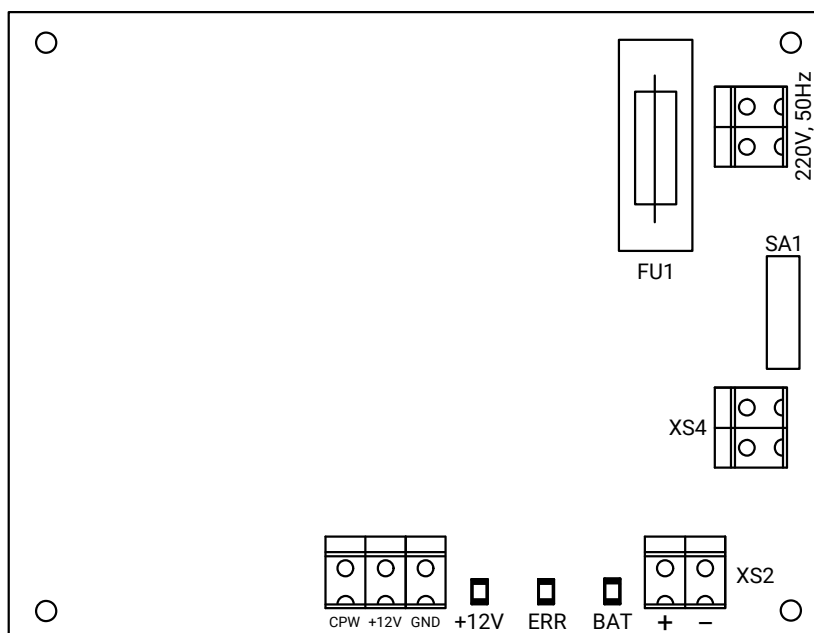 220V, 50Hz
SA1
FU1
XS4
XS2
CPW +12V GND +12V ERR BAT + −